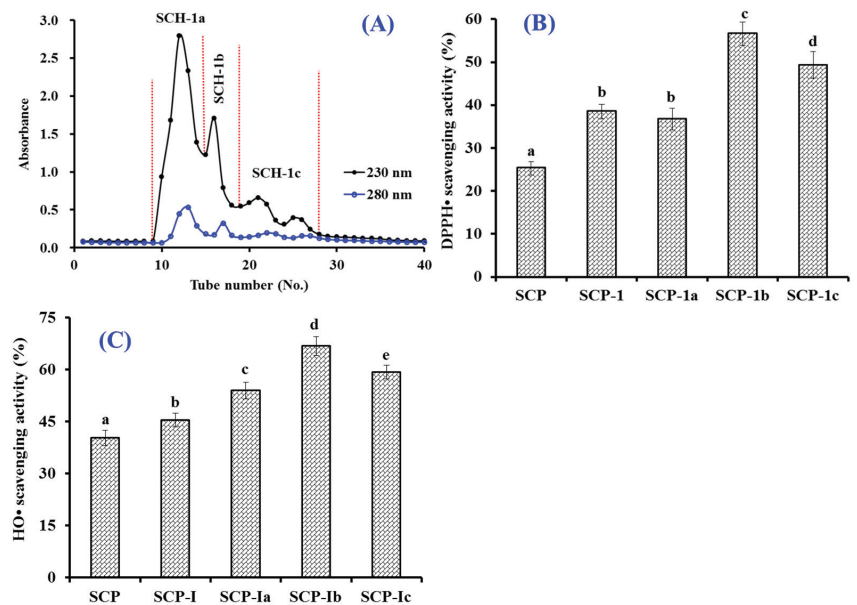 (A)
SCH-1a
SCH-1b
SCH-1c
230 nm
280 nm
Absorbance
3.0
2.5
2.0
1.5
1.0
0.5
0.0
0 10 20 30 40
Tube number (No.)
(B)
DPPH• scavenging activity (%)
60
50
40
30
20
10
0
a b b c d
SCP SCP-1 SCP-1a SCP-1b SCP-1c
(C)
HO• scavenging activity (%)
75
60
45
30
15
0
a b c d e
SCP SCP-I SCP-Ia SCP-Ib SCP-Ic